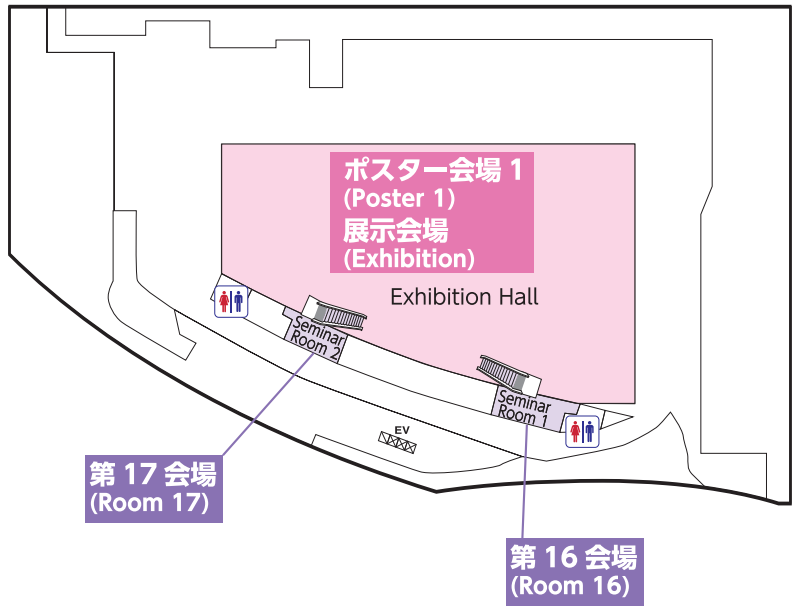 ポスター会場 1
(Poster 1)
展示会場
(Exhibition)
Exhibition Hall
Seminar
Room 2
Seminar
Room 1
EV
第 17 会場
(Room 17)
第 16 会場
(Room 16)